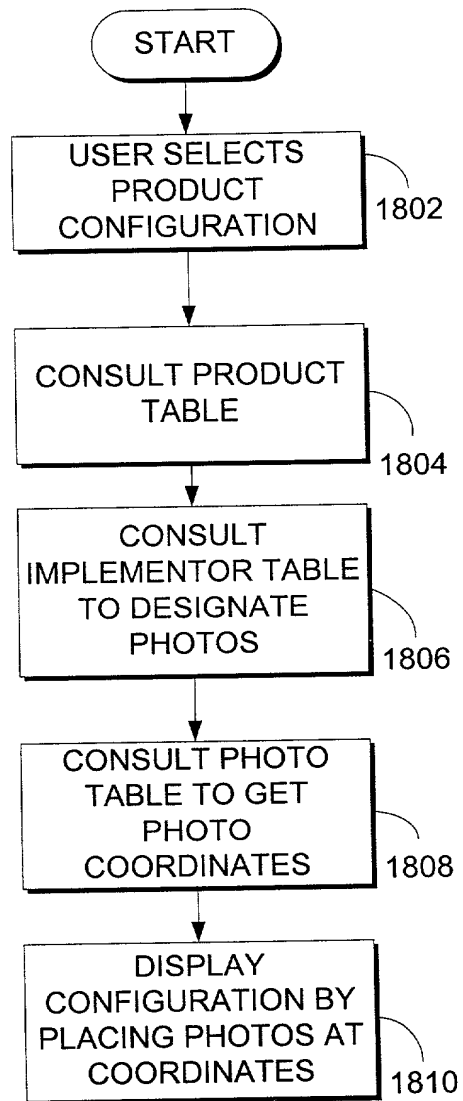 START
USER SELECTS
PRODUCT
CONFIGURATION
1802
CONSULT PRODUCT
TABLE
1804
CONSULT
IMPLEMENTOR TABLE
TO DESIGNATE
PHOTOS
1806
CONSULT PHOTO
TABLE TO GET
PHOTO
COORDINATES
1808
DISPLAY
CONFIGURATION BY
PLACING PHOTOS AT
COORDINATES
1810